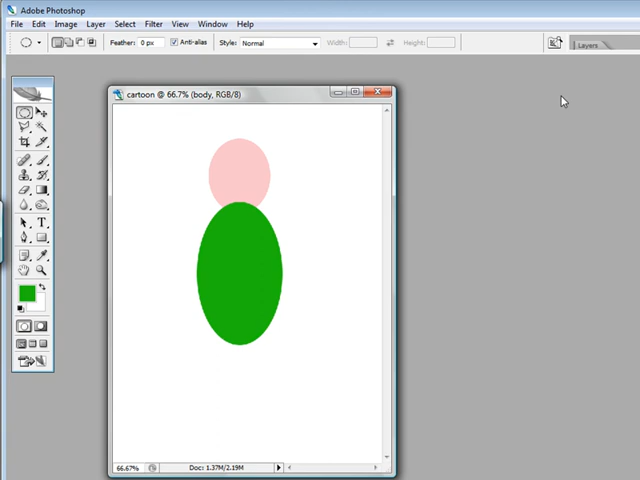 Adobe Photoshop
File Edit Image Layer Select Filter View Window Help
Feather: 0 px Anti-alias Style: Normal Width: Height: Layers
cartoon @ 66.7% (body, RGB/8)
T
66.67% Doc: 1.37M/2.19M